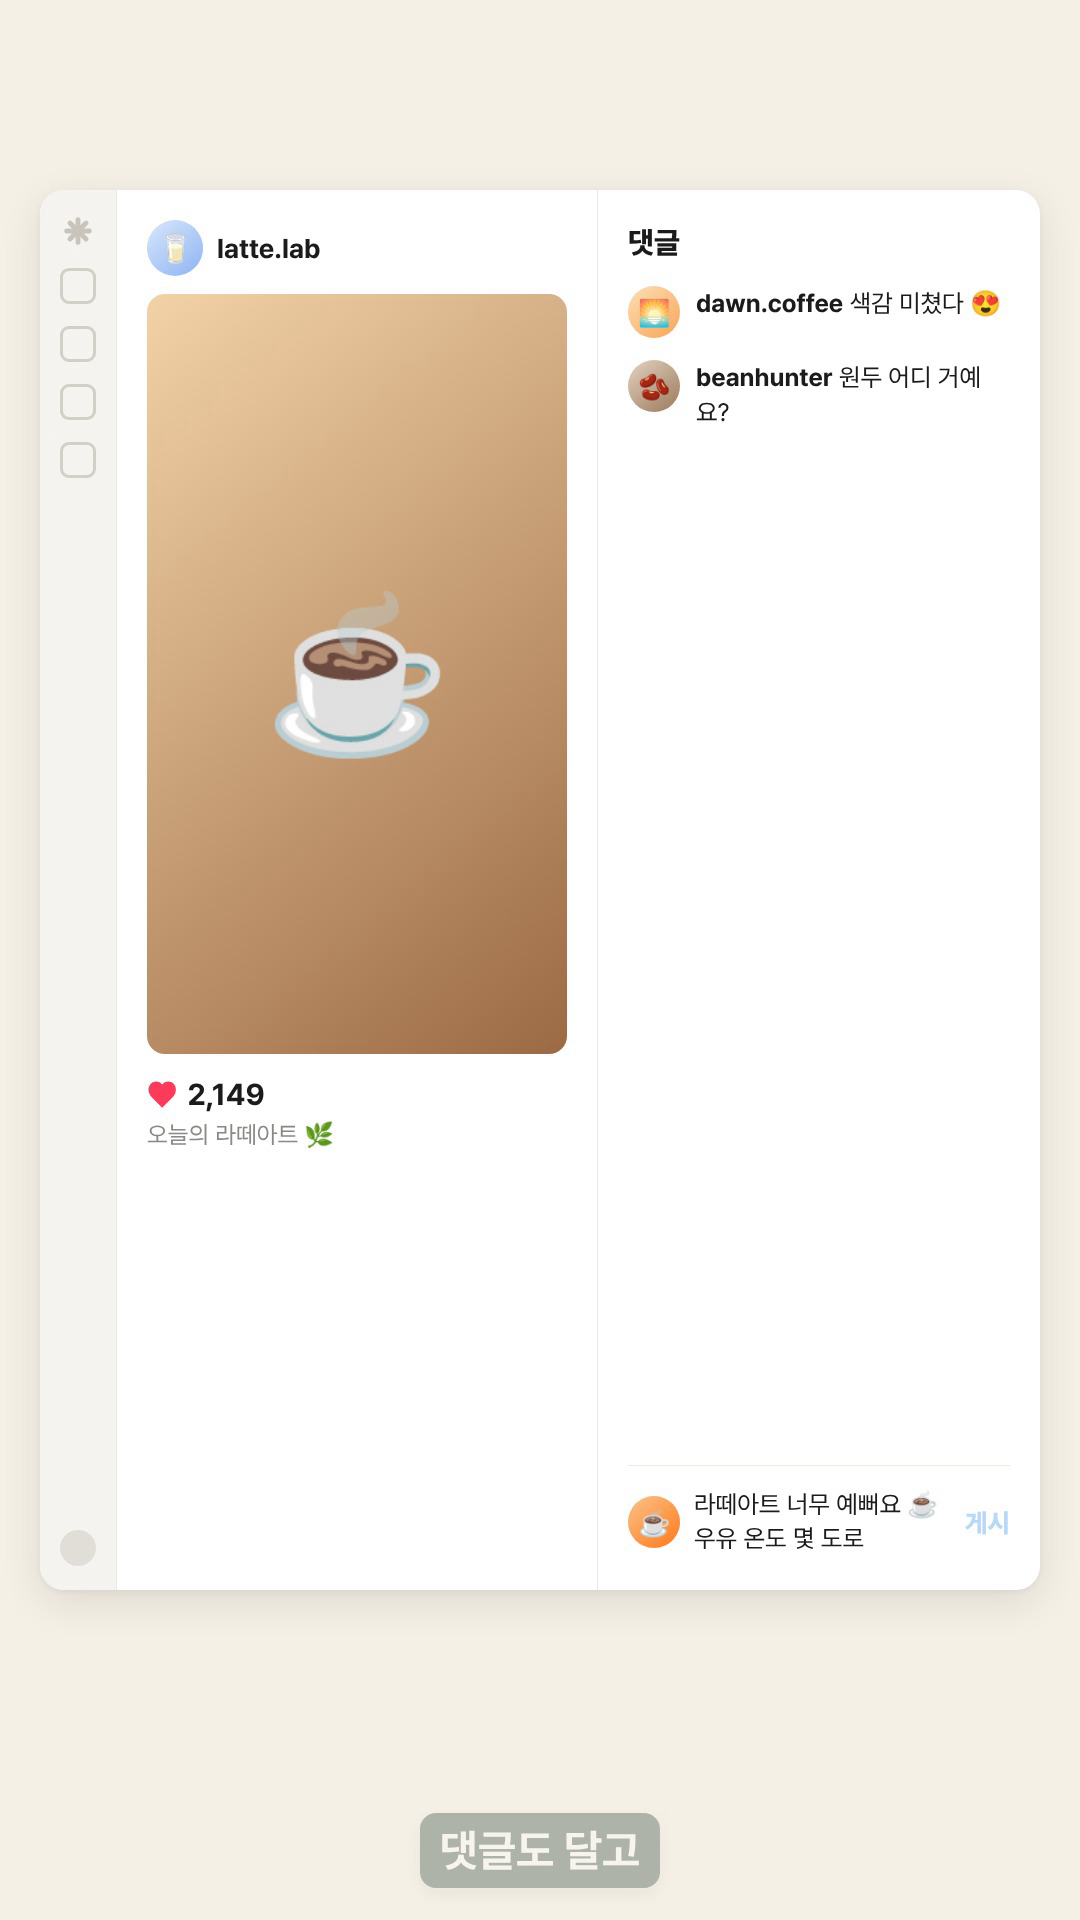 latte.lab
2,149
오늘의 라떼아트 🌿
댓글
dawn.coffee 색감 미쳤다 😍
beanhunter 원두 어디 거예
요?
라떼아트 너무 예뻐요 ☕
우유 온도 몇 도로
게시
댓글도 달고